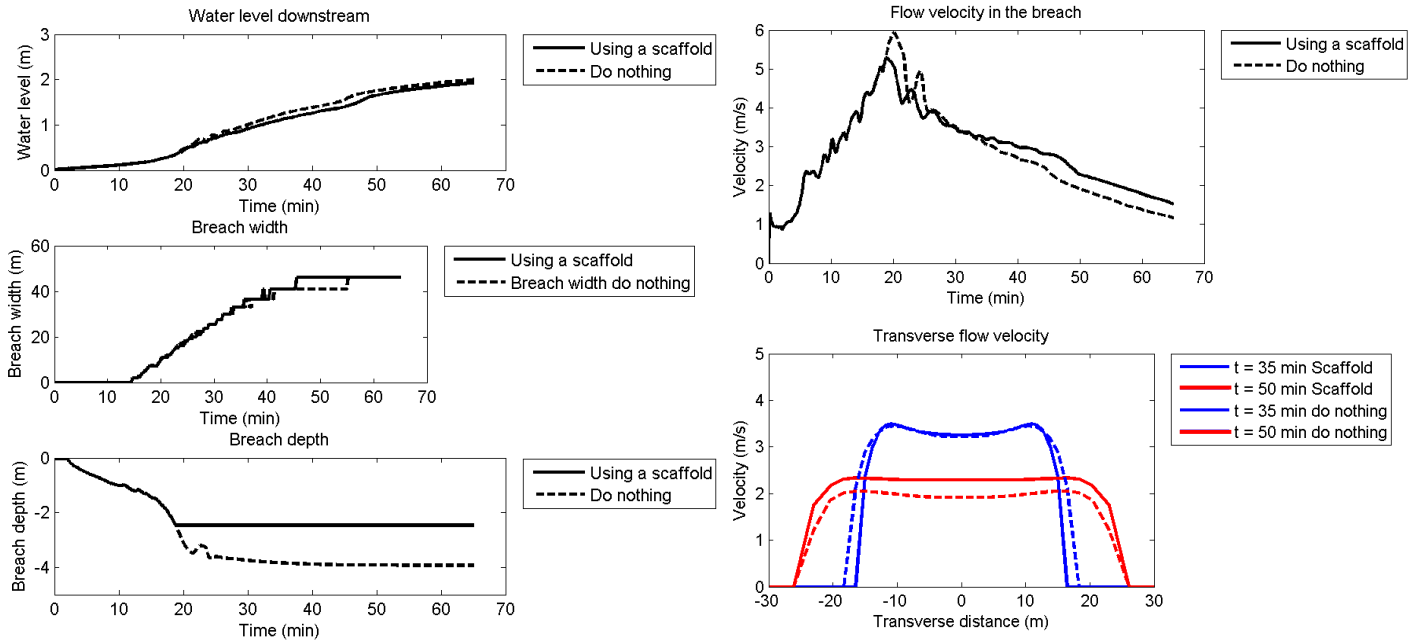 Water level downstream
Water level (m)
3
2
1
0
0 10 20 30 40 50 60 70
Time (min)
Using a scaffold
Do nothing
Breach width
Breach width (m)
60
40
20
0
0 10 20 30 40 50 60 70
Time (min)
Using a scaffold
Breach width do nothing
Breach depth
Breach depth (m)
0
-2
-4
0 10 20 30 40 50 60 70
Time (min)
Using a scaffold
Do nothing
Flow velocity in the breach
Velocity (m/s)
6
5
4
3
2
1
0
0 10 20 30 40 50 60 70
Time (min)
Using a scaffold
Do nothing
Transverse flow velocity
Velocity (m/s)
5
4
3
2
1
0
-30 -20 -10 0 10 20 30
Transverse distance (m)
t = 35 min Scaffold
t = 50 min Scaffold
t = 35 min do nothing
t = 50 min do nothing